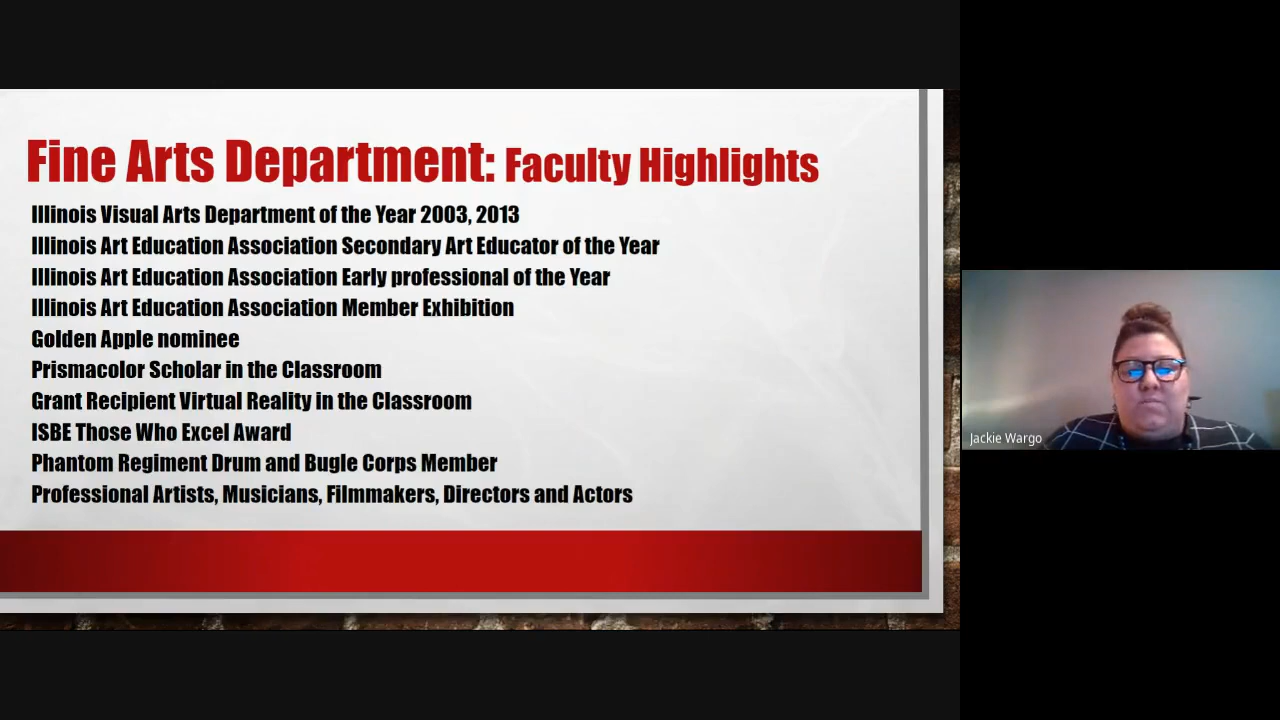 Fine Arts Department: Faculty Highlights
Illinois Visual Arts Department of the Year 2003, 2013
Illinois Art Education Association Secondary Art Educator of the Year
Illinois Art Education Association Early professional of the Year
Illinois Art Education Association Member Exhibition
Golden Apple nominee
Prismacolor Scholar in the Classroom
Grant Recipient Virtual Reality in the Classroom
ISBE Those Who Excel Award
Phantom Regiment Drum and Bugle Corps Member
Professional Artists, Musicians, Filmmakers, Directors and Actors
Jackie Wargo